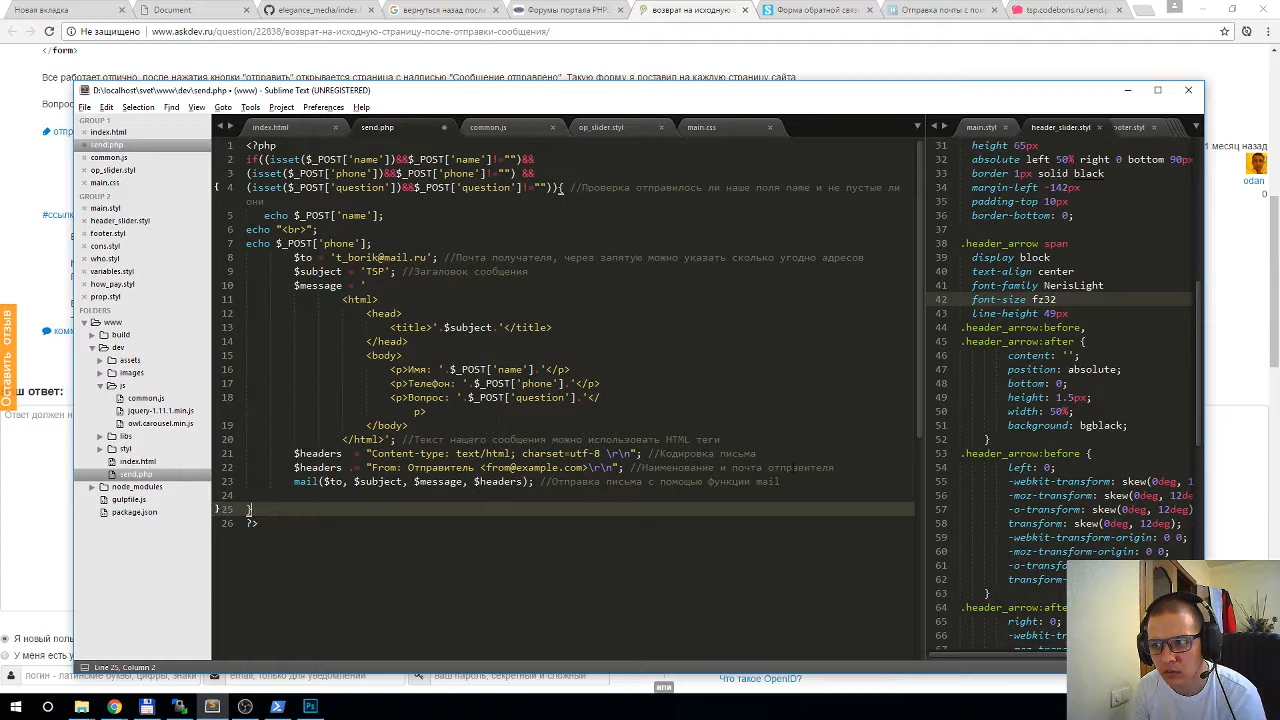 Новая вкладка
Document
elegance_media/index.h
вернуться назад после
Форумы портала PHP.
возврат на исходную ст
Форма обратной связи
Отправка почты с пом
tsp.codeboris.ru/send.p
Boris
Не защищено
www.askdev.ru/question/22838/возврат-на-исходную-страницу-после-отправки-сообщения/
</form>
Все работает отлично, после нажатия кнопки "отправить" открывается страница с надписью "Сообщение отправлено". Такую форму я поставил на каждую страницу сайта
Вопрос
отп
#ссыль
комм
1 месяц назад
odan
0
Оставить отзыв
ш ответ:
Ответ должен н
D:\localhost\svet\www\dev\send.php • (www) - Sublime Text (UNREGISTERED)
File Edit Selection Find View Goto Tools Project Preferences Help
GROUP 1
index.html
send.php
common.js
op_slider.styl
main.css
GROUP 2
main.styl
header_slider.styl
footer.styl
cons.styl
who.styl
variables.styl
how_pay.styl
prop.styl
FOLDERS
www
build
dev
assets
images
js
common.js
jquery-1.11.1.min.js
owl.carousel.min.js
libs
styl
index.html
send.php
node_modules
gulpfile.js
package.json
index.html send.php common.js op_slider.styl main.css
1 <?php
2 if((isset($_POST['name'])&&$_POST['name']!="")&&
3 (isset($_POST['phone'])&&$_POST['phone']!="") &&
4 (isset($_POST['question'])&&$_POST['question']!="")){ //Проверка отправилось ли наше поля name и не пустые ли
они
5 echo $_POST['name'];
6 echo "<br>";
7 echo $_POST['phone'];
8 $to = 't_borik@mail.ru'; //Почта получателя, через запятую можно указать сколько угодно адресов
9 $subject = 'TSP'; //Загаловок сообщения
10 $message = '
11 <html>
12 <head>
13 <title>'.$subject.'</title>
14 </head>
15 <body>
16 <p>Имя: '.$_POST['name'].'</p>
17 <p>Телефон: '.$_POST['phone'].'</p>
18 <p>Вопрос: '.$_POST['question'].'</
p>
19 </body>
20 </html>'; //Текст нащего сообщения можно использовать HTML теги
21 $headers = "Content-type: text/html; charset=utf-8 \r\n"; //Кодировка письма
22 $headers .= "From: Отправитель <from@example.com>\r\n"; //Наименование и почта отправителя
23 mail($to, $subject, $message, $headers); //Отправка письма с помощью функции mail
24
25 }
26 ?>
main.styl header_slider.styl ooter.styl
31 height 65px
32 absolute left 50% right 0 bottom 90px
33 border 1px solid black
34 margin-left -142px
35 padding-top 10px
36 border-bottom: 0;
37
38 .header_arrow span
39 display block
40 text-align center
41 font-family NerisLight
42 font-size fz32
43 line-height 49px
44 .header_arrow:before,
45 .header_arrow:after {
46 content: '';
47 position: absolute;
48 bottom: 0;
49 height: 1.5px;
50 width: 50%;
51 background: bgblack;
52 }
53 .header_arrow:before {
54 left: 0;
55 -webkit-transform: skew(0deg,
56 -moz-transform: skew(0deg, 12
57 -o-transform: skew(0deg, 12de
58 transform: skew(0deg, 12deg);
59 -webkit-transform-origin: 0 0;
60 -moz-transform-origin: 0 0;
61 -o-transform-origin: 0 0;
62 transform-
63 }
64 .header_arrow:afte
65 right: 0;
66 -webkit-tra
67 -moz-trans
Line 25, Column 2
Я новый поль
У меня есть у
логин - латинские буквы, цифры, знаки
email, только для уведомлений
ваш пароль, секретный и сложный
или
Что такое OpenID?